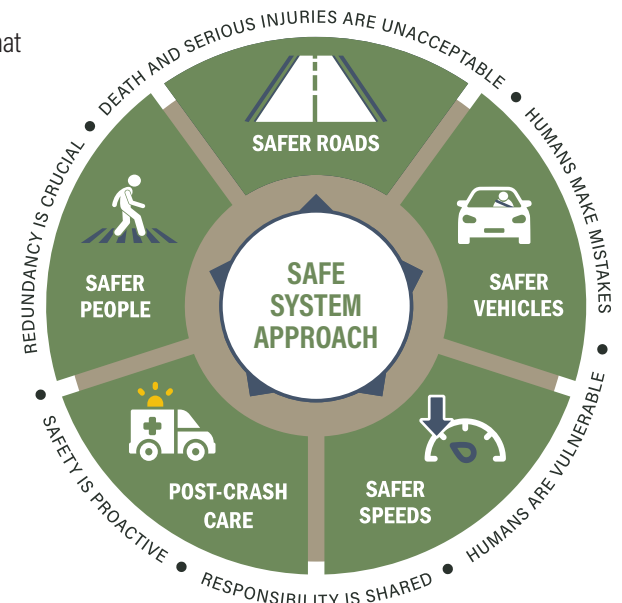 DEATH AND SERIOUS INJURIES ARE UNACCEPTABLE
HUMANS MAKE MISTAKES
HUMANS ARE VULNERABLE
RESPONSIBILITY IS SHARED
SAFETY IS PROACTIVE
REDUNDANCY IS CRUCIAL
SAFER ROADS
SAFER
VEHICLES
SAFER
SPEEDS
POST-CRASH
CARE
SAFER
PEOPLE
SAFE
SYSTEM
APPROACH